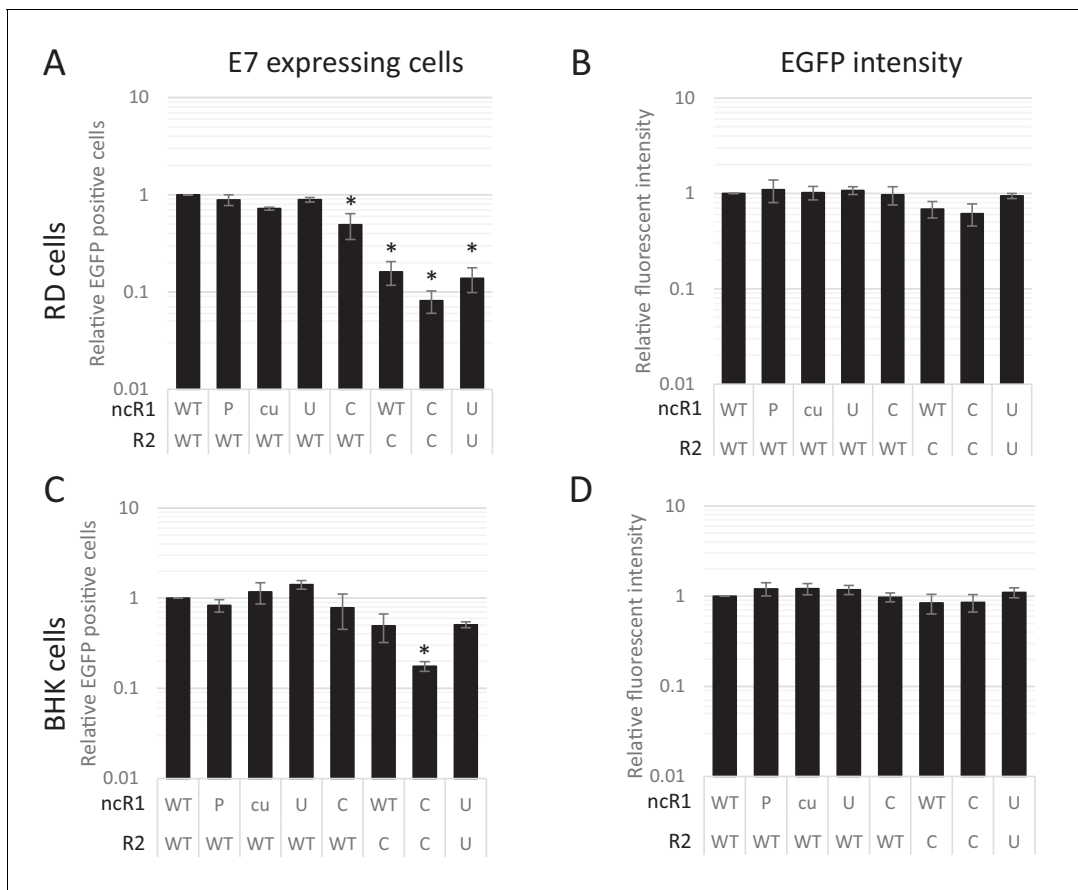 A
E7 expressing cells
B
EGFP intensity
RD cells
Relative EGFP positive cells
10
1
0.1
0.01
* * * *
ncR1 WT P cu U C WT C U
R2 WT WT WT WT WT C C U
Relative fluorescent intensity
10
1
0.1
0.01
ncR1 WT P cu U C WT C U
R2 WT WT WT WT WT C C U
C
D
BHK cells
Relative EGFP positive cells
10
1
0.1
0.01
*
ncR1 WT P cu U C WT C U
R2 WT WT WT WT WT C C U
Relative fluorescent intensity
10
1
0.1
0.01
ncR1 WT P cu U C WT C U
R2 WT WT WT WT WT C C U